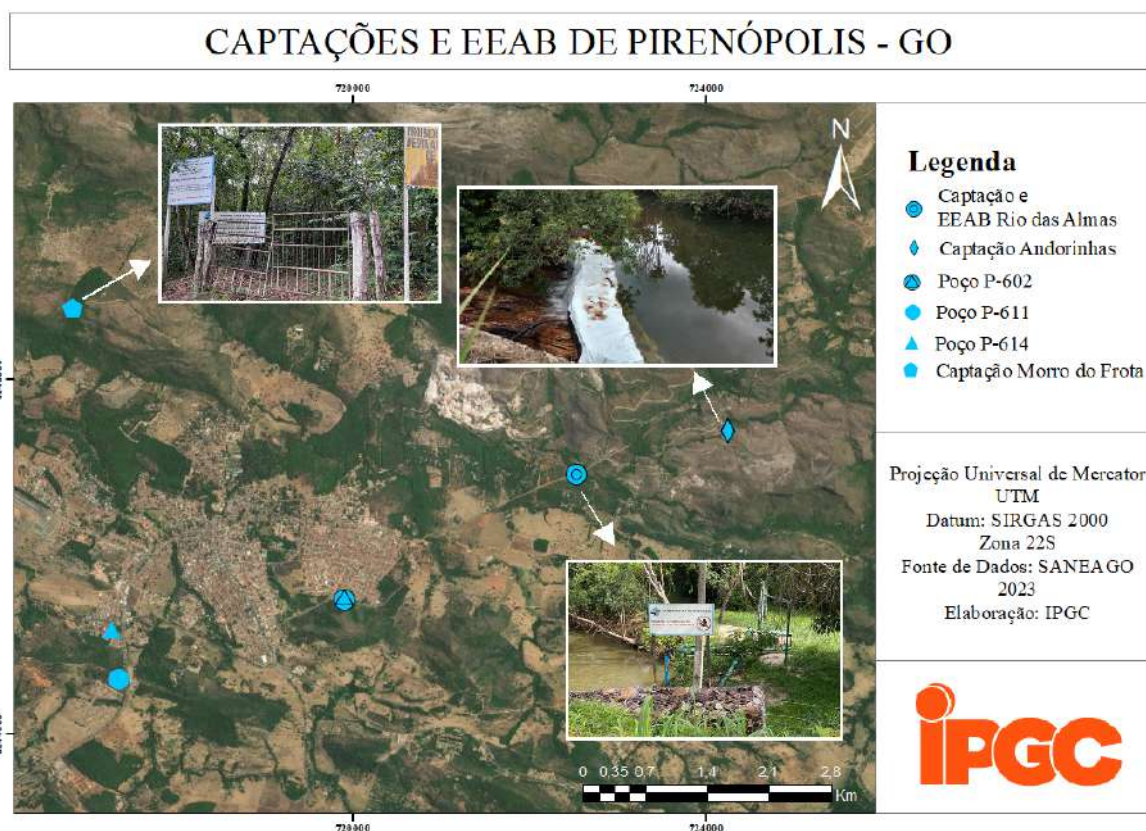 CAPTAÇÕES E EEAB DE PIRENÓPOLIS - GO
720000
724000
N
Legenda
Captação e
EEAB Rio das Almas
Captação Andorinhas
Poço P-602
Poço P-611
Poço P-614
Captação Morro do Frota
Projeção Universal de Mercator
UTM
Datum: SIRGAS 2000
Zona 22S
Fonte de Dados: SANEAGO
2023
Elaboração: IPGC
0 0,35 0,7 1,4 2,1 2,8
Km
iPGC
720000
724000